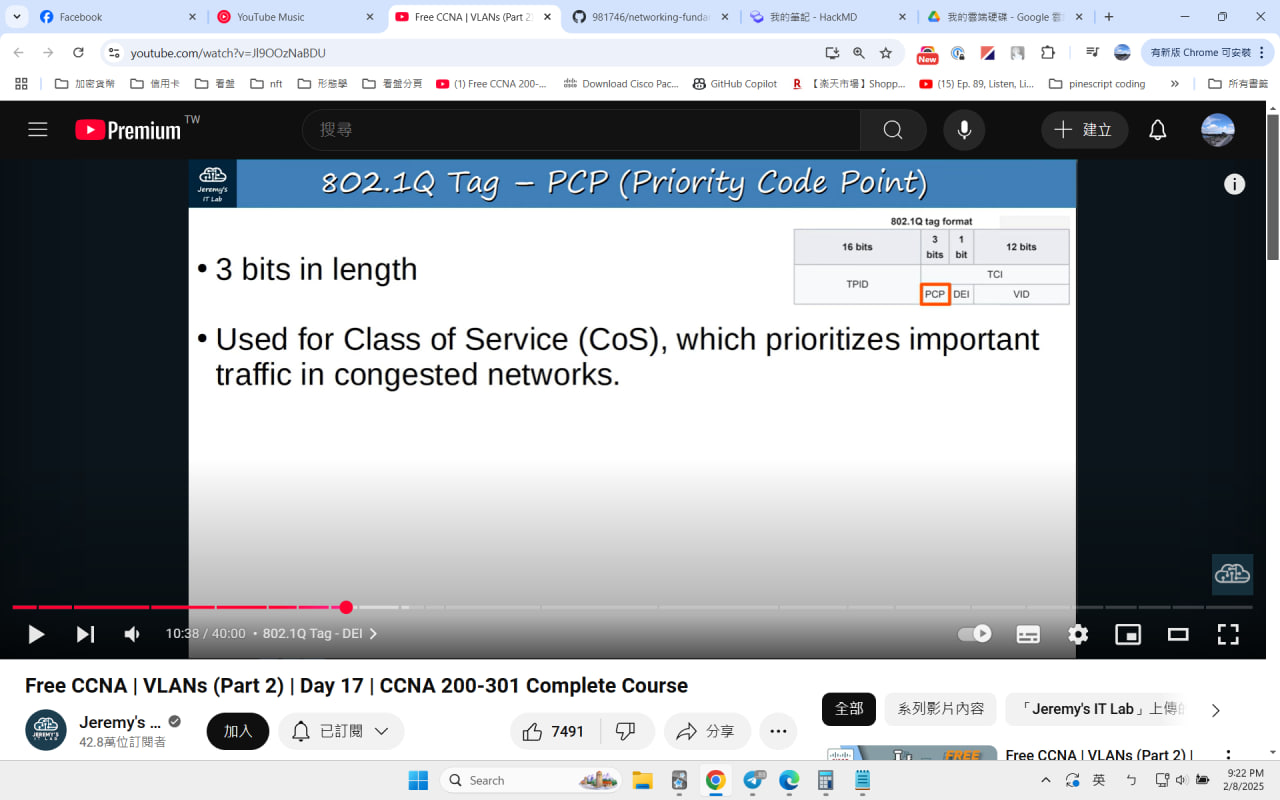 Facebook
YouTube Music
Free CCNA | VLANs (Part 2)
981746/networking-funda
我的筆記 - HackMD
我的雲端硬碟 - Google 雲
youtube.com/watch?v=Jl9OOzNaBDU
New
有新版 Chrome 可安裝
加密貨幣
信用卡
看盤
nft
形態學
看盤分頁
(1) Free CCNA 200-...
Download Cisco Pac...
GitHub Copilot
【楽天市場】Shopp...
(15) Ep. 89, Listen, Li...
pinescript coding
所有書籤
Premium TW
搜尋
建立
Jeremy's
IT Lab
802.1Q Tag – PCP (Priority Code Point)
802.1Q tag format
16 bits
3 bits
1 bit
12 bits
TPID
TCI
PCP
DEI
VID
• 3 bits in length
• Used for Class of Service (CoS), which prioritizes important
traffic in congested networks.
10:38 / 40:00 • 802.1Q Tag - DEI
Free CCNA | VLANs (Part 2) | Day 17 | CCNA 200-301 Complete Course
Jeremy's ...
42.8萬位訂閱者
加入
已訂閱
7491
分享
全部
系列影片內容
「Jeremy's IT Lab」上傳的
FREE
Free CCNA | VLANs (Part 2) |
Search
英
ㄅ
9:22 PM
2/8/2025